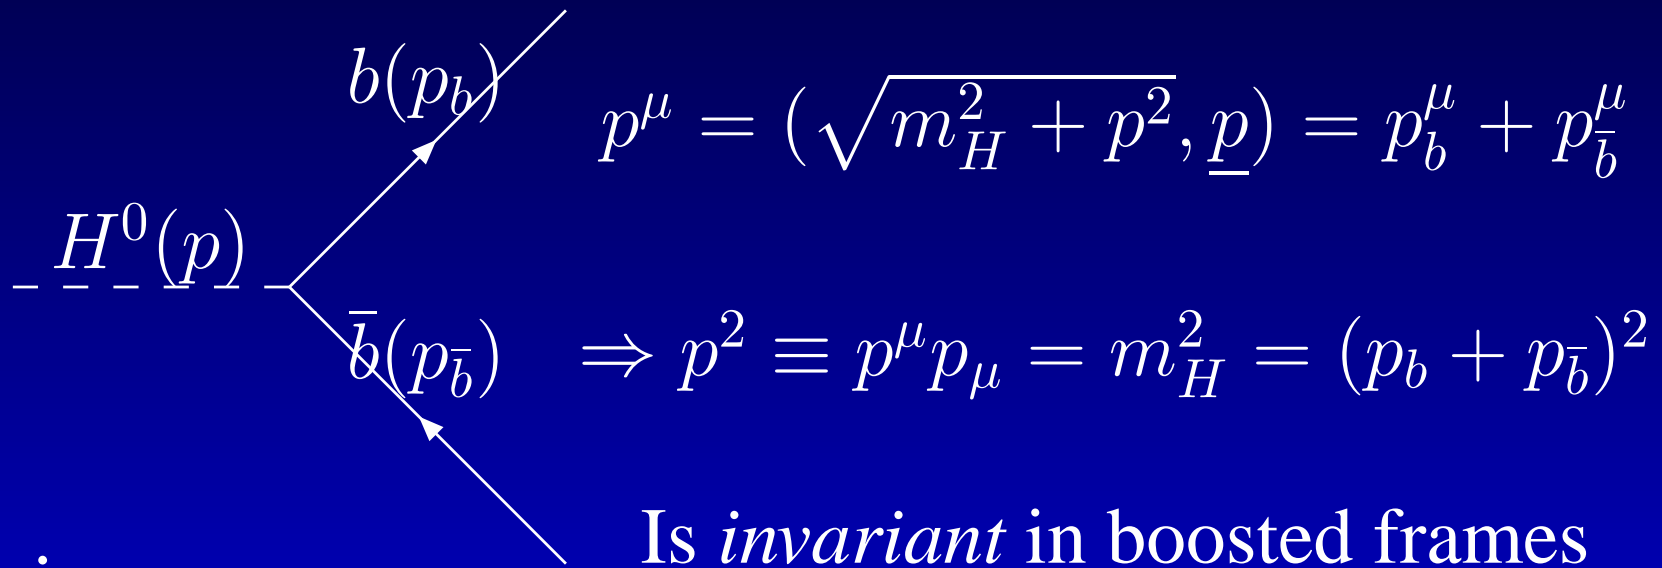 b(p_b)
p^μ = (√(m_H^2 + p^2), p̲) = p_b^μ + p_b̄^μ
H^0(p)
b̄(p_b̄) ⇒ p^2 ≡ p^μ p_μ = m_H^2 = (p_b + p_b̄)^2
. Is invariant in boosted frames